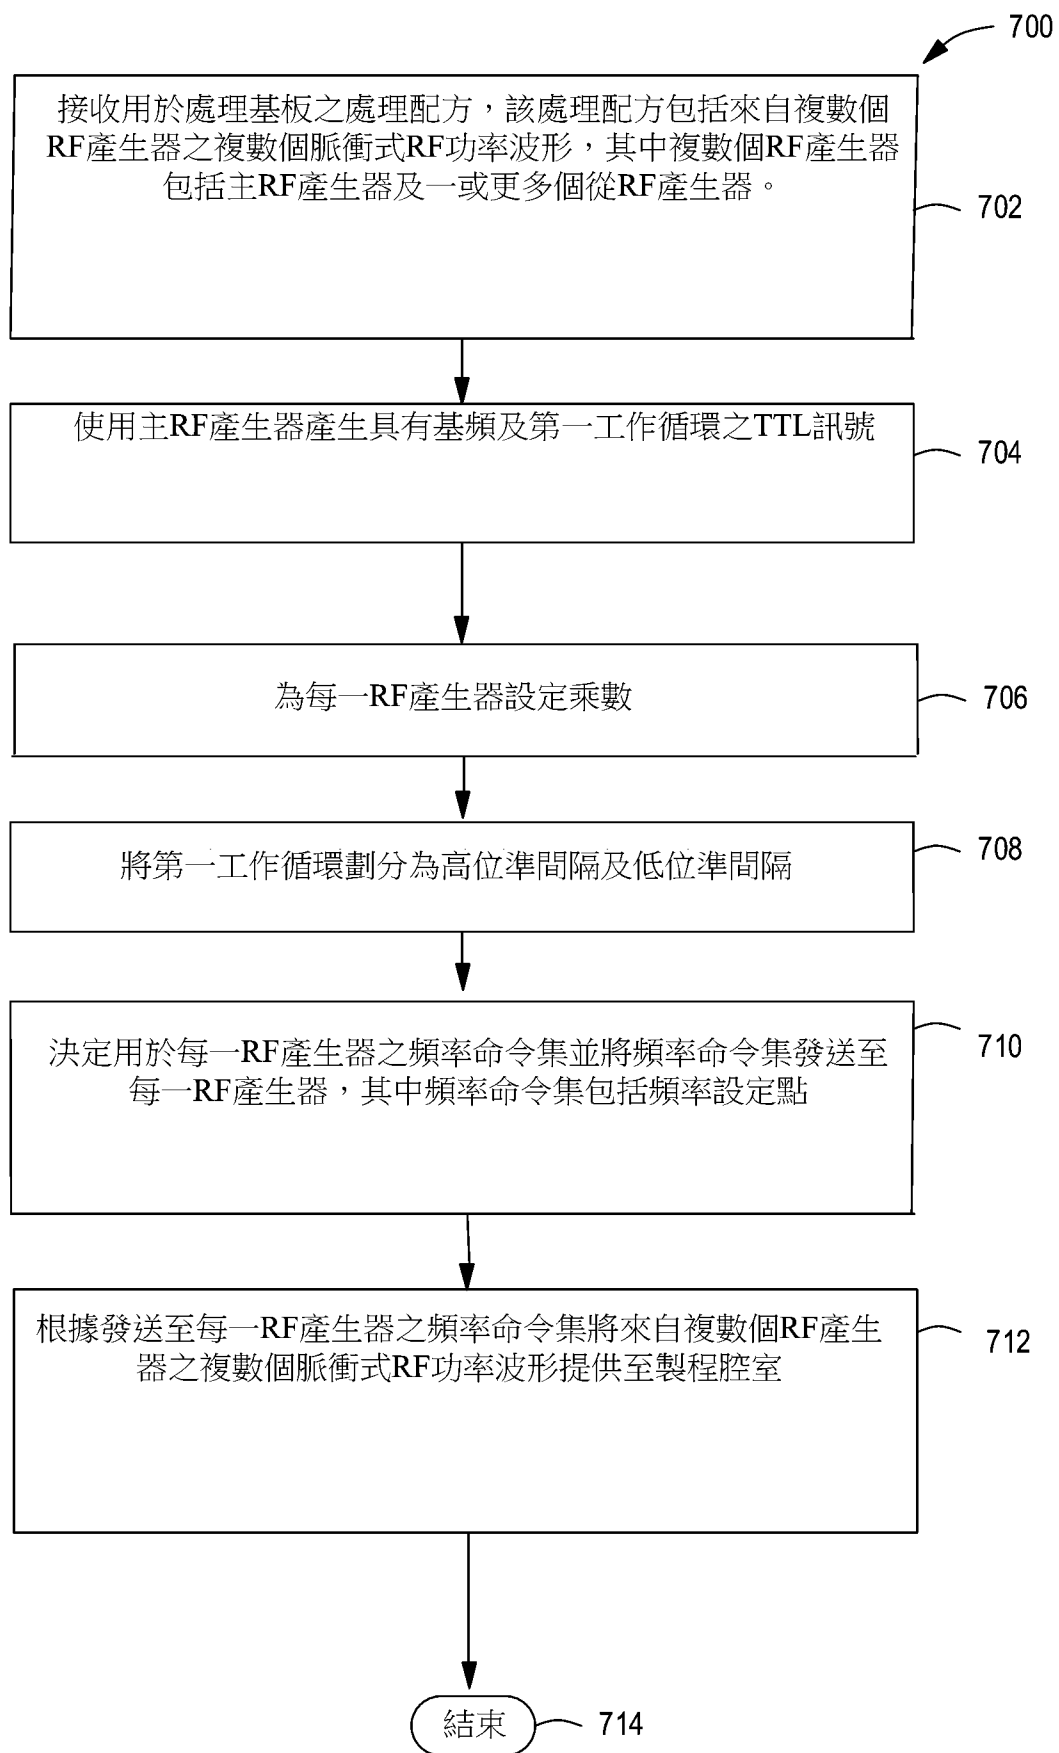 700
接收用於處理基板之處理配方，該處理配方包括來自複數個
RF產生器之複數個脈衝式RF功率波形，其中複數個RF產生器
包括主RF產生器及一或更多個從RF產生器。
702
使用主RF產生器產生具有基頻及第一工作循環之TTL訊號
704
為每一RF產生器設定乘數
706
將第一工作循環劃分為高位準間隔及低位準間隔
708
決定用於每一RF產生器之頻率命令集並將頻率命令集發送至
每一RF產生器，其中頻率命令集包括頻率設定點
710
根據發送至每一RF產生器之頻率命令集將來自複數個RF產生
器之複數個脈衝式RF功率波形提供至製程腔室
712
結束
714